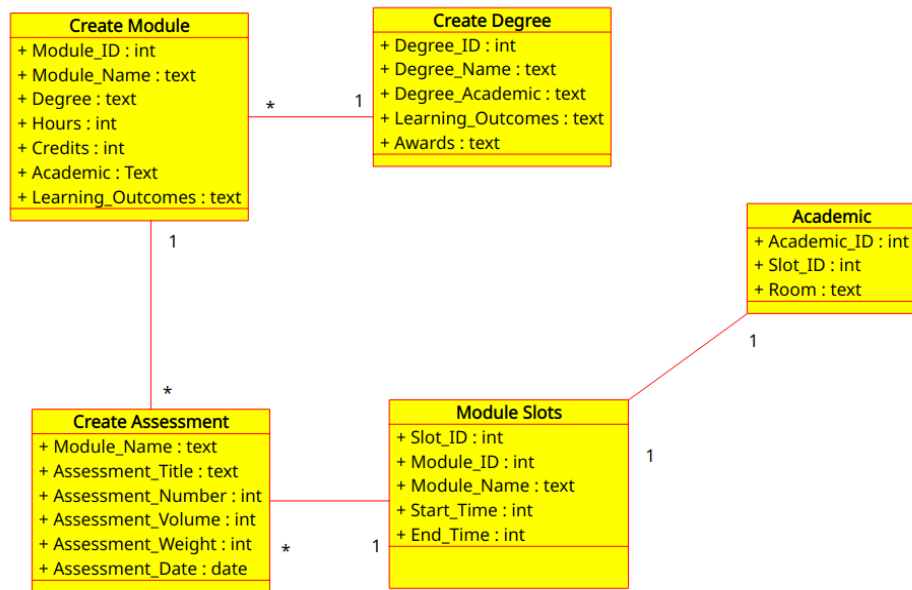 Create Module
+ Module_ID : int
+ Module_Name : text
+ Degree : text
+ Hours : int
+ Credits : int
+ Academic : Text
+ Learning_Outcomes : text
* 1
Create Degree
+ Degree_ID : int
+ Degree_Name : text
+ Degree_Academic : text
+ Learning_Outcomes : text
+ Awards : text
1
*
Academic
+ Academic_ID : int
+ Slot_ID : int
+ Room : text
1
1
Create Assessment
+ Module_Name : text
+ Assessment_Title : text
+ Assessment_Number : int
+ Assessment_Volume : int
+ Assessment_Weight : int
+ Assessment_Date : date
* 1
Module Slots
+ Slot_ID : int
+ Module_ID : int
+ Module_Name : text
+ Start_Time : int
+ End_Time : int